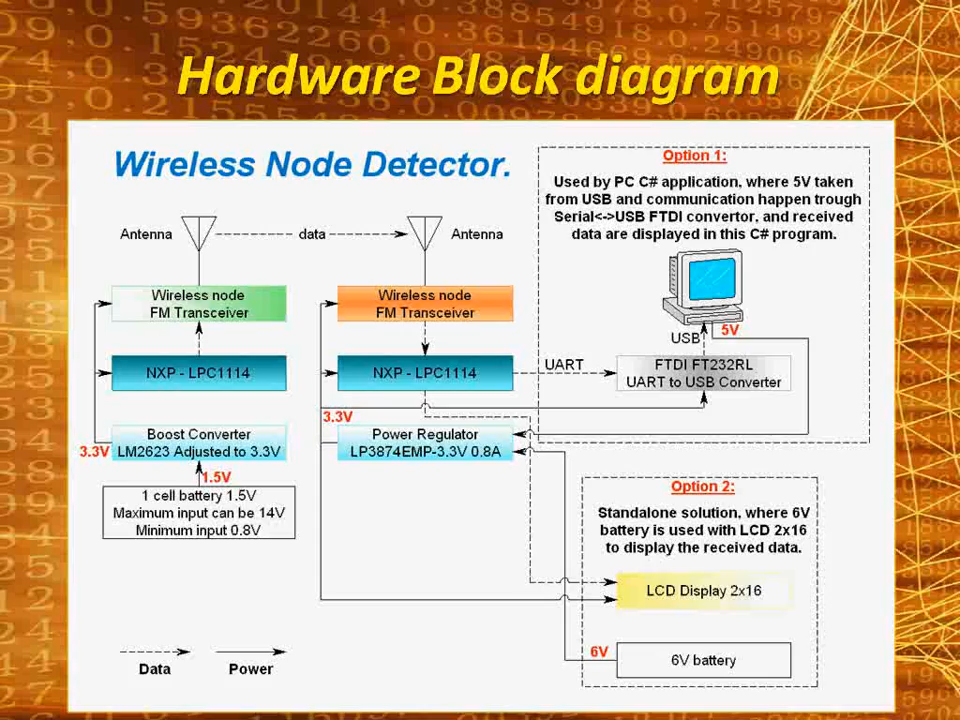 Hardware Block diagram
Wireless Node Detector.
Option 1:
Used by PC C# application, where 5V taken
from USB and communication happen trough
Serial<->USB FTDI convertor, and received
data are displayed in this C# program.
Antenna
data
Antenna
Wireless node
FM Transceiver
Wireless node
FM Transceiver
USB
5V
NXP - LPC1114
NXP - LPC1114
UART
FTDI FT232RL
UART to USB Converter
3.3V
Boost Converter
LM2623 Adjusted to 3.3V
3.3V
Power Regulator
LP3874EMP-3.3V 0.8A
1.5V
1 cell battery 1.5V
Maximum input can be 14V
Minimum input 0.8V
Option 2:
Standalone solution, where 6V
battery is used with LCD 2x16
to display the received data.
LCD Display 2x16
6V
6V battery
Data
Power